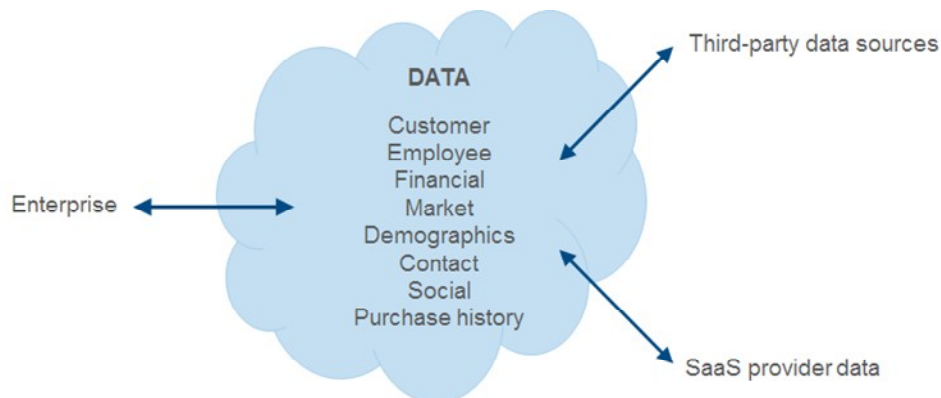 Third-party data sources
DATA
Customer
Employee
Financial
Enterprise
Market
Demographics
Contact
Social
Purchase history
SaaS provider data